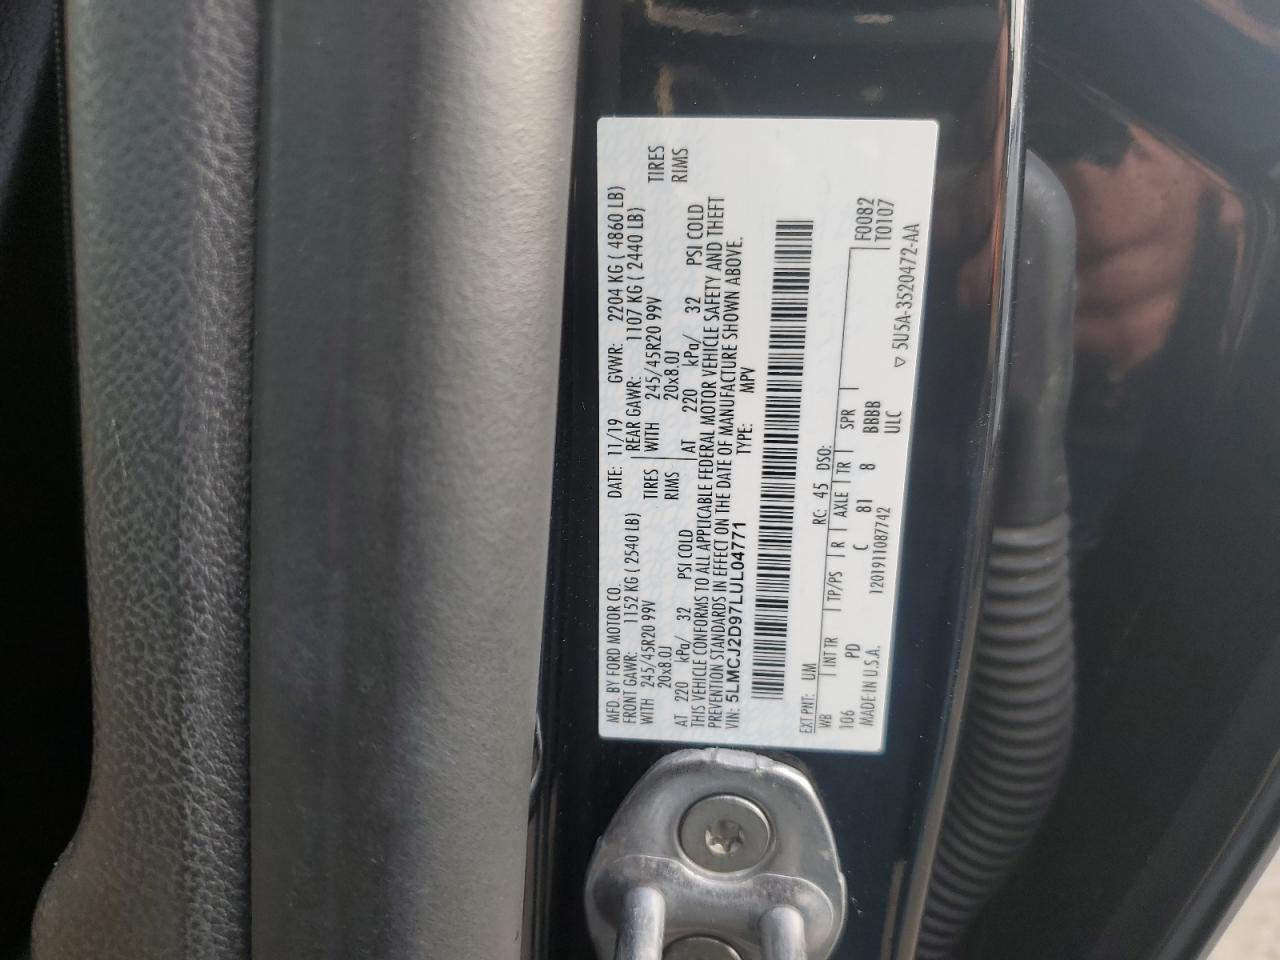 MFD. BY FORD MOTOR CO.
DATE: 11/19 GVWR: 2204 KG ( 4860 LB)
FRONT GAWR: 1152 KG ( 2540 LB) REAR GAWR: 1107 KG ( 2440 LB)
WITH 245/45R20 99V TIRES WITH 245/45R20 99V TIRES
20x8.0J RIMS 20x8.0J RIMS
AT 220 kPa/ 32 PSI COLD AT 220 kPa/ 32 PSI COLD
THIS VEHICLE CONFORMS TO ALL APPLICABLE FEDERAL MOTOR VEHICLE SAFETY AND THEFT
PREVENTION STANDARDS IN EFFECT ON THE DATE OF MANUFACTURE SHOWN ABOVE.
VIN: 5LMCJ2D97LUL04771 TYPE: MPV
EXT PNT: UM RC: 45 DSO:
WB INT TR TP/PS R AXLE TR SPR F0082
106 PD C 81 8 BBBB T0107
ULC
MADE IN U.S.A. 1201911087742 ▽ 5U5A-3520472-AA